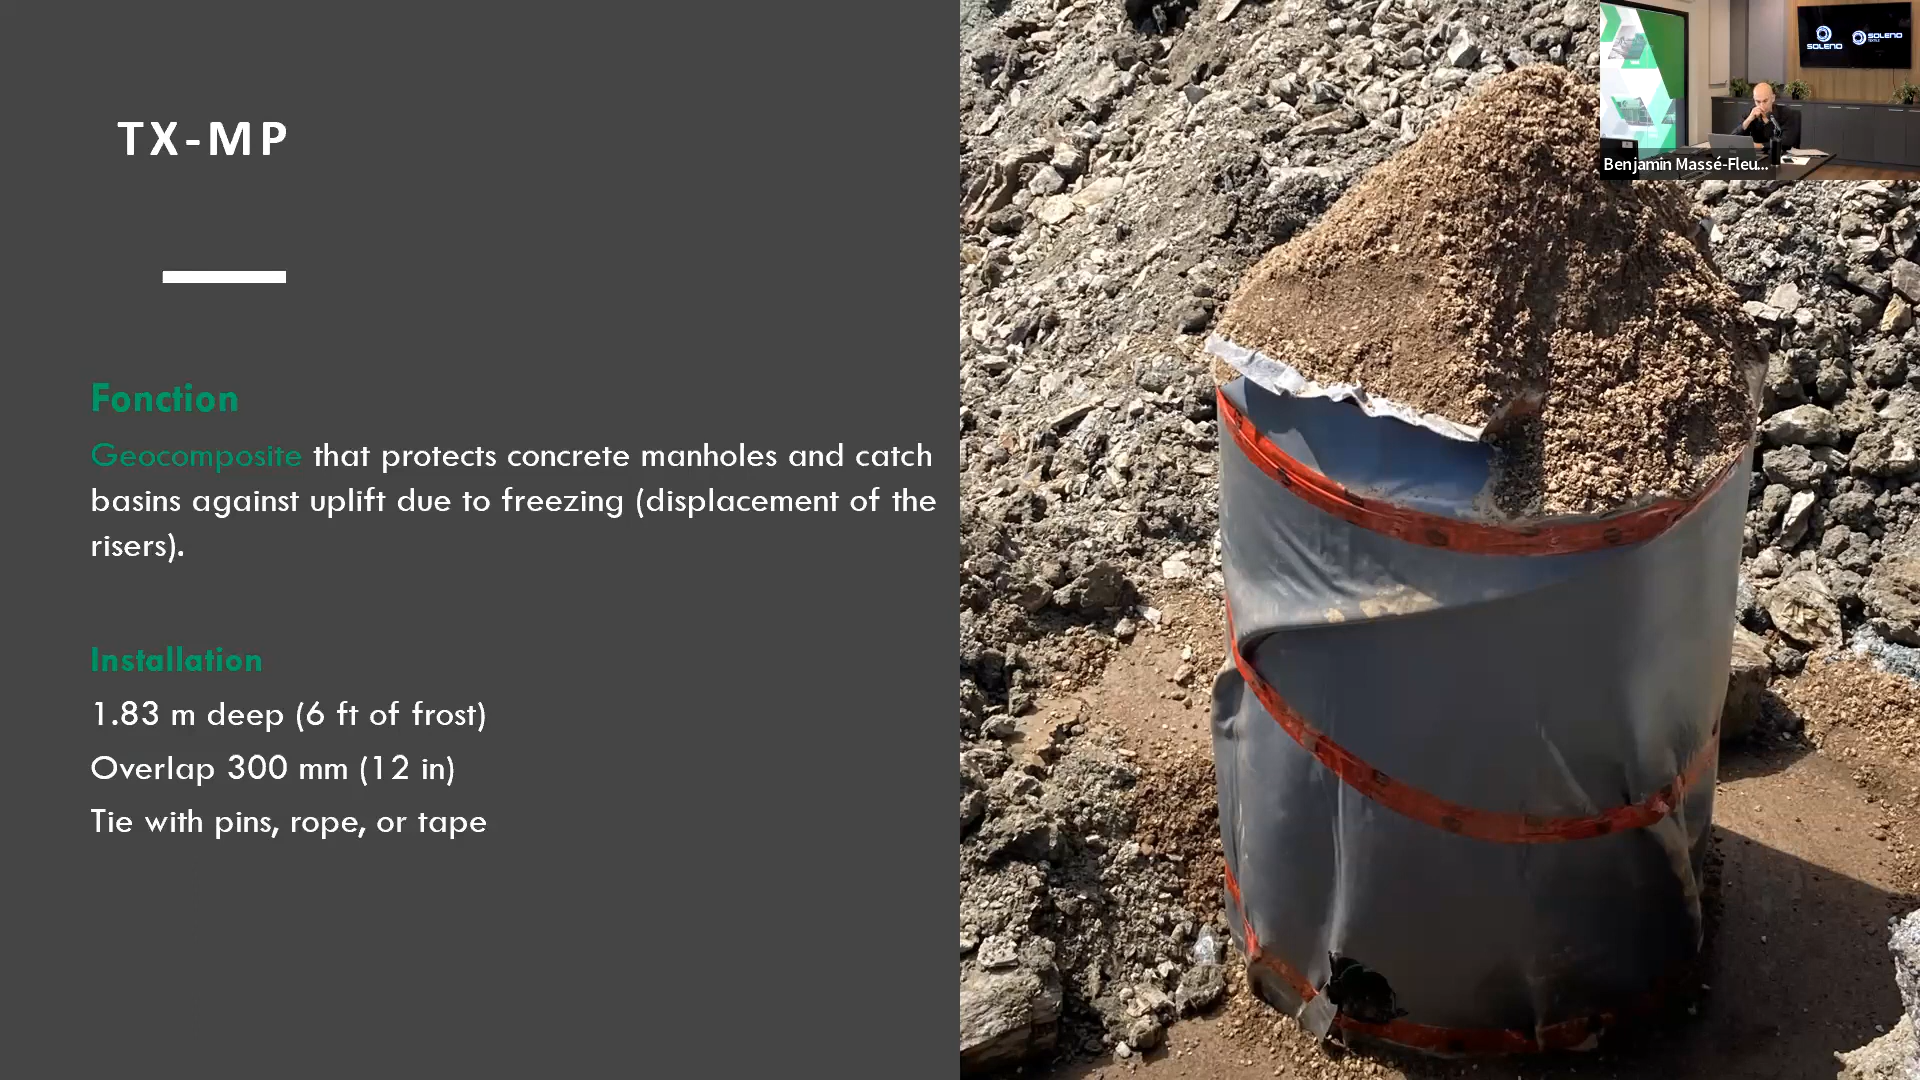 TX-MP
Fonction
Geocomposite that protects concrete manholes and catch
basins against uplift due to freezing (displacement of the
risers).
Installation
1.83 m deep (6 ft of frost)
Overlap 300 mm (12 in)
Tie with pins, rope, or tape
SOLENO
SOLENO
Benjamin Massé-Fleu...